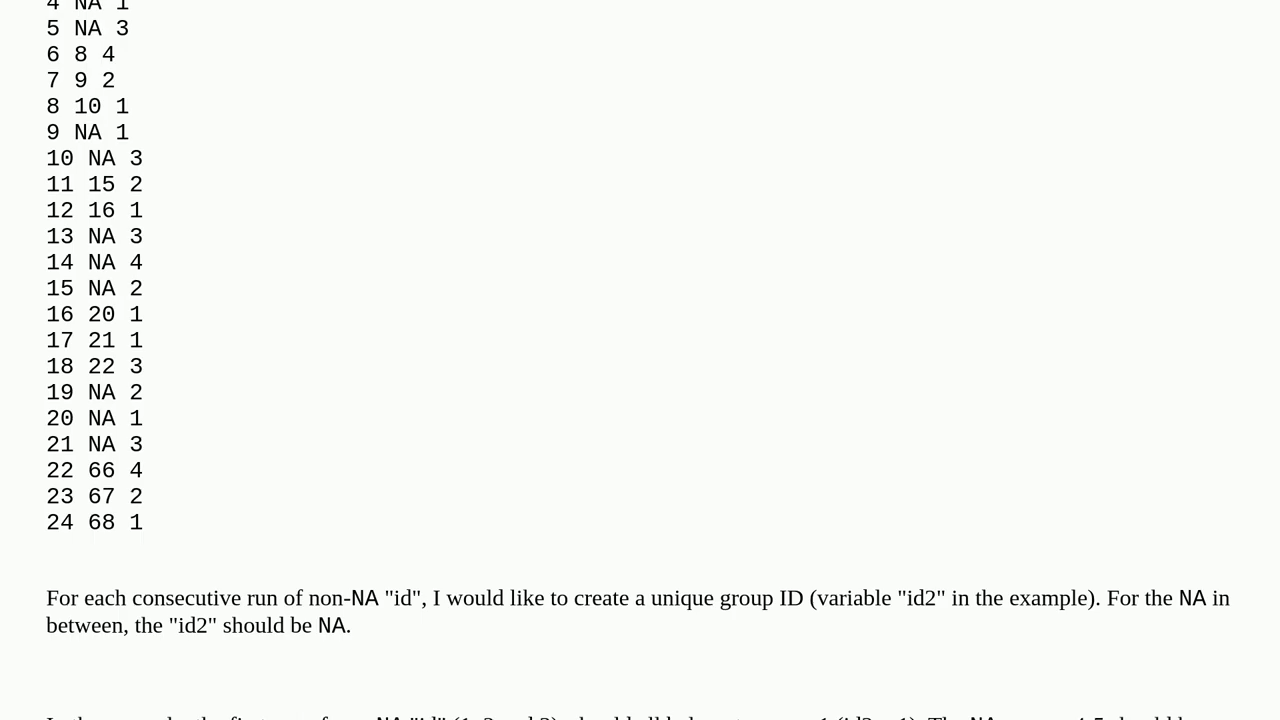 4 NA 1
5 NA 3
6 8 4
7 9 2
8 10 1
9 NA 1
10 NA 3
11 15 2
12 16 1
13 NA 3
14 NA 4
15 NA 2
16 20 1
17 21 1
18 22 3
19 NA 2
20 NA 1
21 NA 3
22 66 4
23 67 2
24 68 1
For each consecutive run of non-NA "id", I would like to create a unique group ID (variable "id2" in the example). For the NA in
between, the "id2" should be NA.